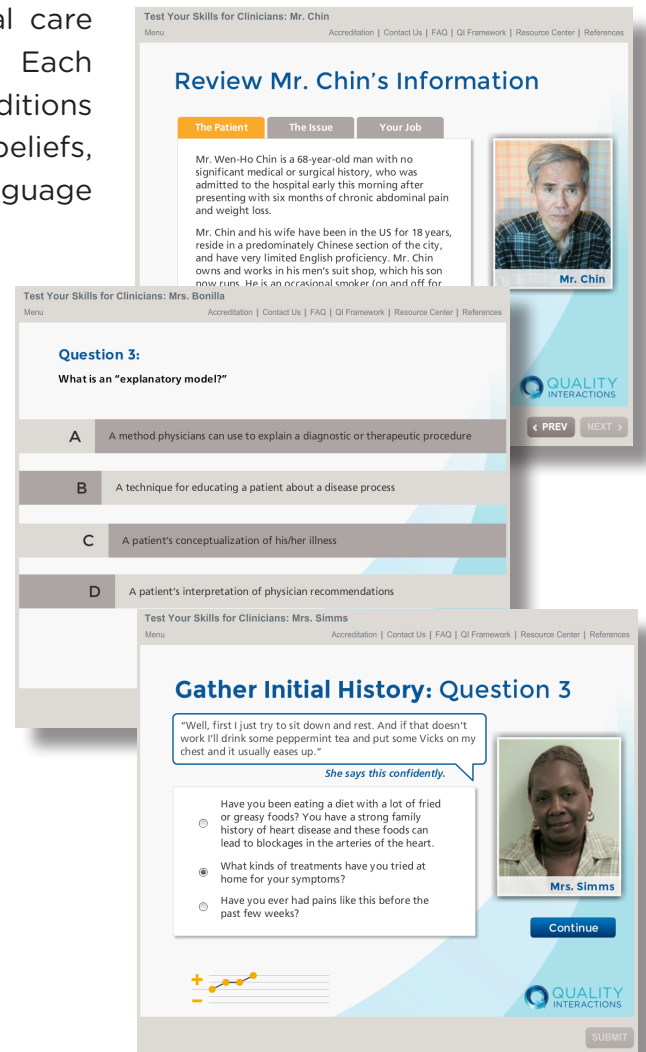 al care
Each
ditions
beliefs,
nguage
Test Your Skills for Clinicians: Mr. Chin
Menu
Accreditation | Contact Us | FAQ | QI Framework | Resource Center | References
Review Mr. Chin's Information
The Patient
The Issue
Your Job
Mr. Wen-Ho Chin is a 68-year-old man with no
significant medical or surgical history, who was
admitted to the hospital early this morning after
presenting with six months of chronic abdominal pain
and weight loss.
Mr. Chin and his wife have been in the US for 18 years,
reside in a predominately Chinese section of the city,
and have very limited English proficiency. Mr. Chin
owns and works in his men's suit shop, which his son
now runs. He is an occasional smoker (on and off for
Mr. Chin
QUALITY
INTERACTIONS
< PREV
NEXT >
Test Your Skills for Clinicians: Mrs. Bonilla
Menu
Accreditation | Contact Us | FAQ | QI Framework | Resource Center | References
Question 3:
What is an "explanatory model?"
A A method physicians can use to explain a diagnostic or therapeutic procedure
B A technique for educating a patient about a disease process
C A patient's conceptualization of his/her illness
D A patient's interpretation of physician recommendations
Test Your Skills for Clinicians: Mrs. Simms
Menu
Accreditation | Contact Us | FAQ | QI Framework | Resource Center | References
Gather Initial History: Question 3
"Well, first I just try to sit down and rest. And if that doesn't
work I'll drink some peppermint tea and put some Vicks on my
chest and it usually eases up."
She says this confidently.
Have you been eating a diet with a lot of fried
or greasy foods? You have a strong family
history of heart disease and these foods can
lead to blockages in the arteries of the heart.
What kinds of treatments have you tried at
home for your symptoms?
Have you ever had pains like this before the
past few weeks?
Mrs. Simms
Continue
+
–
QUALITY
INTERACTIONS
SUBMIT